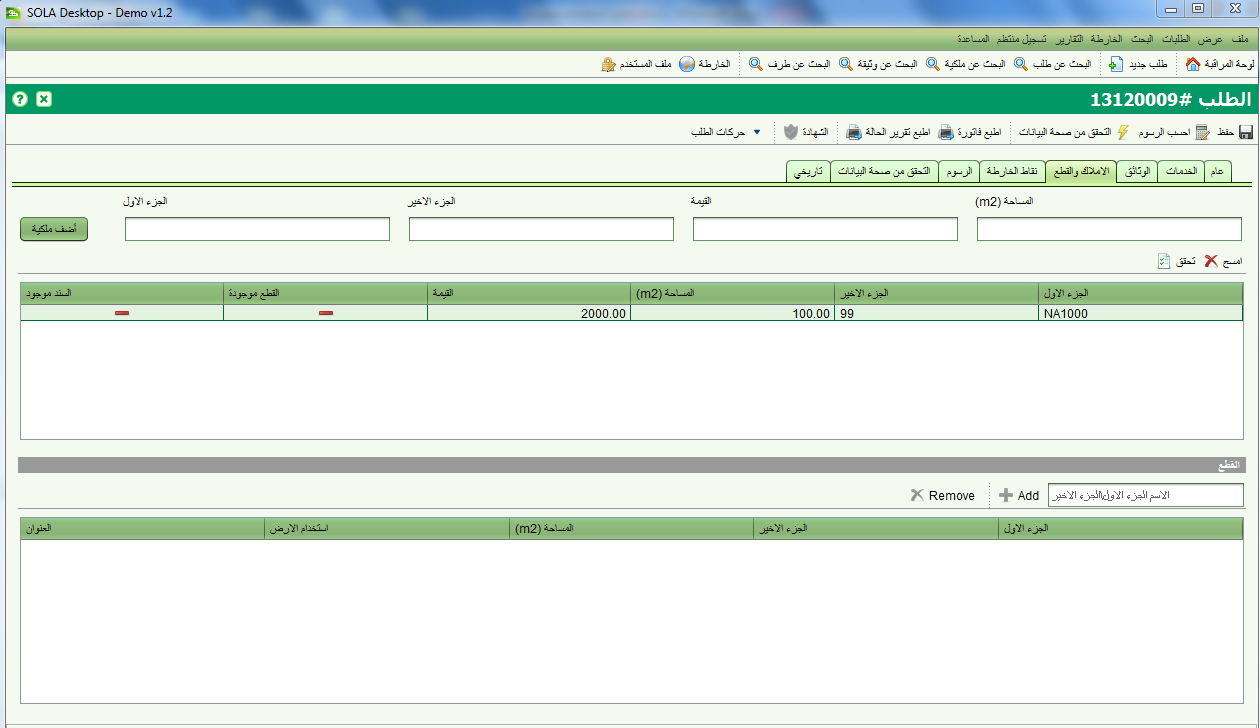 SOLA Desktop - Demo v1.2
ملف عرض الطلبات البحث الخارطة التقارير تسجيل منتظم المساعدة
لوحة المراقبة طلب جديد البحث عن طلب البحث عن ملكية البحث عن وثيقة البحث عن طرف الخارطة ملف المستخدم
الطلب #13120009
حفظ احسب الرسوم التحقق من صحة البيانات اطبع فاتورة اطبع تقرير الحالة الشهادة حركات الطلب
عام الخدمات الوثائق الاملاك والقطع نقاط الخارطة الرسوم التحقق من صحة البيانات تاريخي
المساحة (m2) القيمة الجزء الاخير الجزء الاول
أضف ملكية
امسح تحقق
الجزء الاول الجزء الاخير المساحة (m2) القيمة القطع موجودة السند موجود
NA1000 99 100.00 2000.00
القطع
الاسم الجزء الاول\الجزء الاخير Add Remove
الجزء الاول الجزء الاخير المساحة (m2) استخدام الارض العنوان